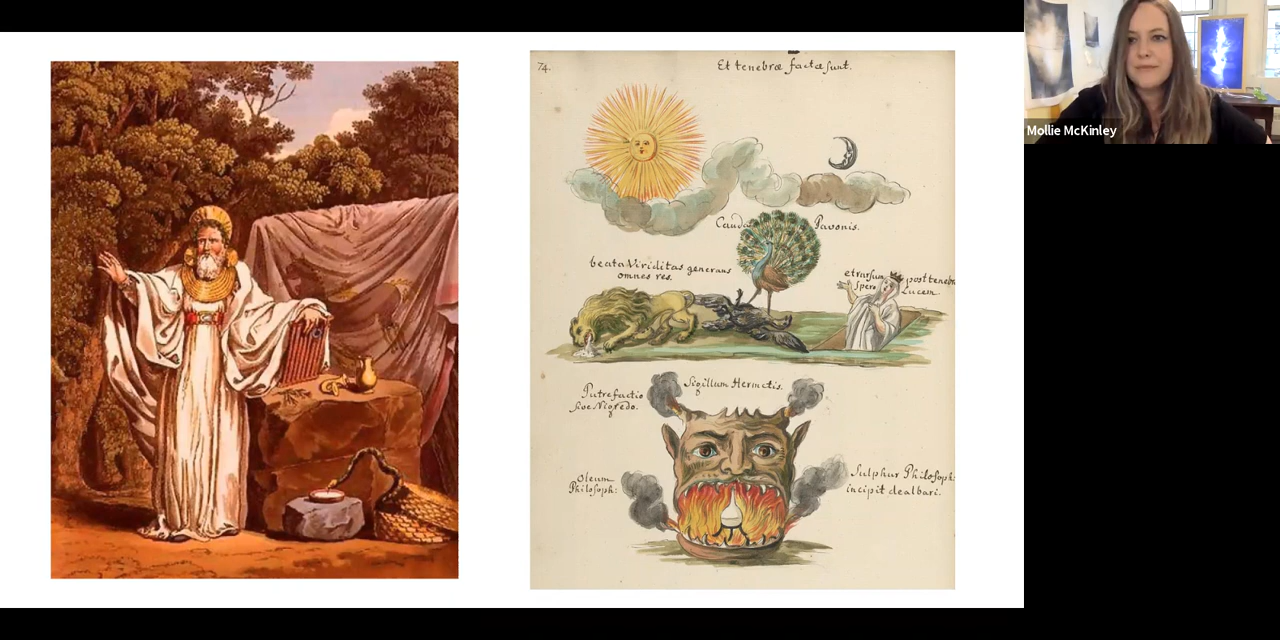 74.
Et tenebræ factæ sunt.
Cauda Pavonis.
beata Viriditas generans
omnes res.
et rursum
spero
post tenebr
Lucem
Sigillum Hermetis.
Putrefactio
sive Nigredo.
Oleum
Philosoph:
Sulphur Philosoph:
incipit dealbari.
Mollie McKinley